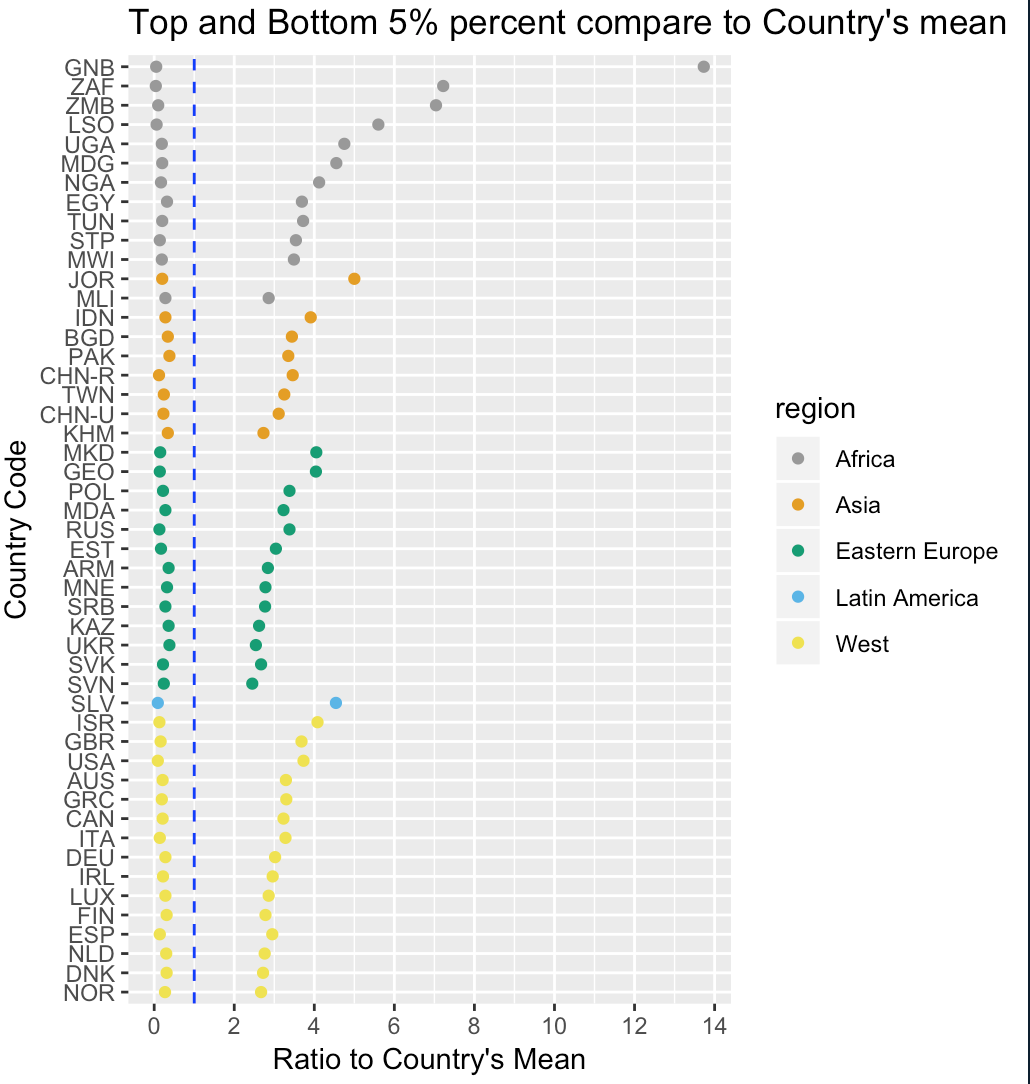 Top and Bottom 5% percent compare to Country's mean
GNB
ZAF
ZMB
LSO
UGA
MDG
NGA
EGY
TUN
STP
MWI
JOR
MLI
IDN
BGD
PAK
CHN-R
TWN
CHN-U
KHM
MKD
GEO
POL
MDA
RUS
EST
ARM
MNE
SRB
KAZ
UKR
SVK
SVN
SLV
ISR
GBR
USA
AUS
GRC
CAN
ITA
DEU
IRL
LUX
FIN
ESP
NLD
DNK
NOR
Country Code
0 2 4 6 8 10 12 14
Ratio to Country's Mean
region
Africa
Asia
Eastern Europe
Latin America
West